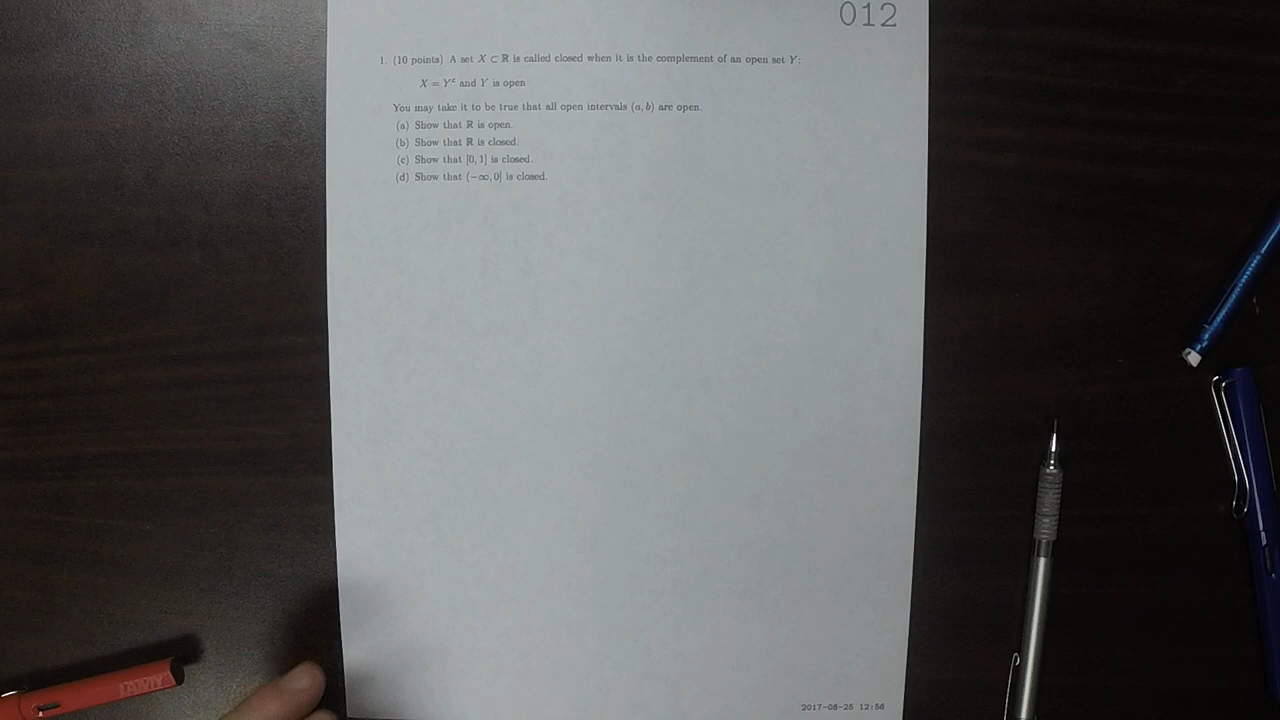 012
1. (10 points) A set X ⊂ ℝ is called closed when it is the complement of an open set Y:
X = Yᶜ and Y is open
You may take it to be true that all open intervals (a, b) are open.
(a) Show that ℝ is open.
(b) Show that ℝ is closed.
(c) Show that [0, 1] is closed.
(d) Show that (−∞, 0] is closed.
LAMY
2017-08-25 12:56